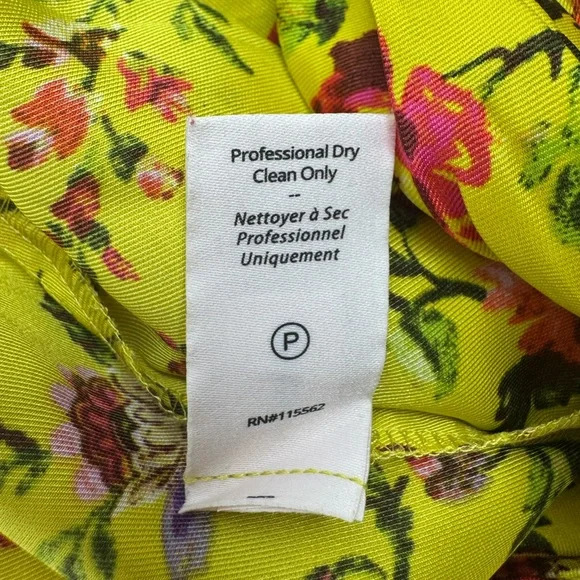 Professional Dry
Clean Only
--
Nettoyer à Sec
Professionnel
Uniquement
P
RN#115562